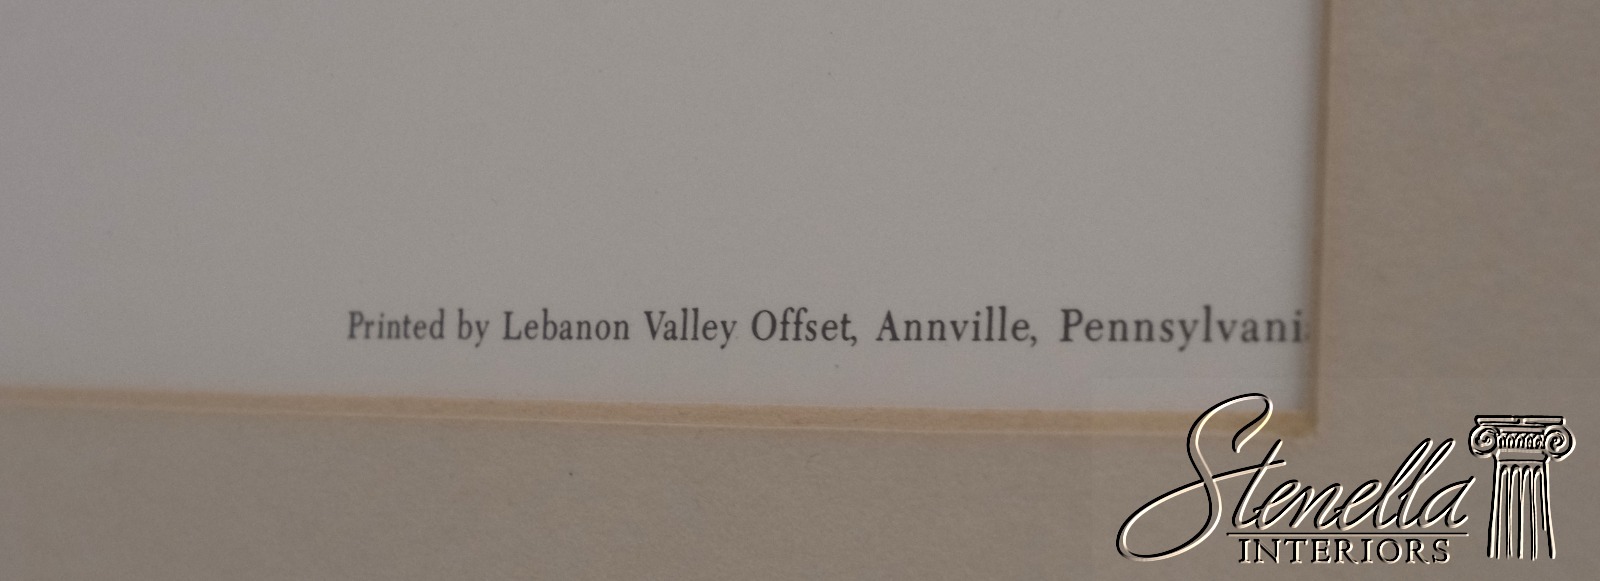 Printed by Lebanon Valley Offset, Annville, Pennsylvani
Stenella
INTERIORS